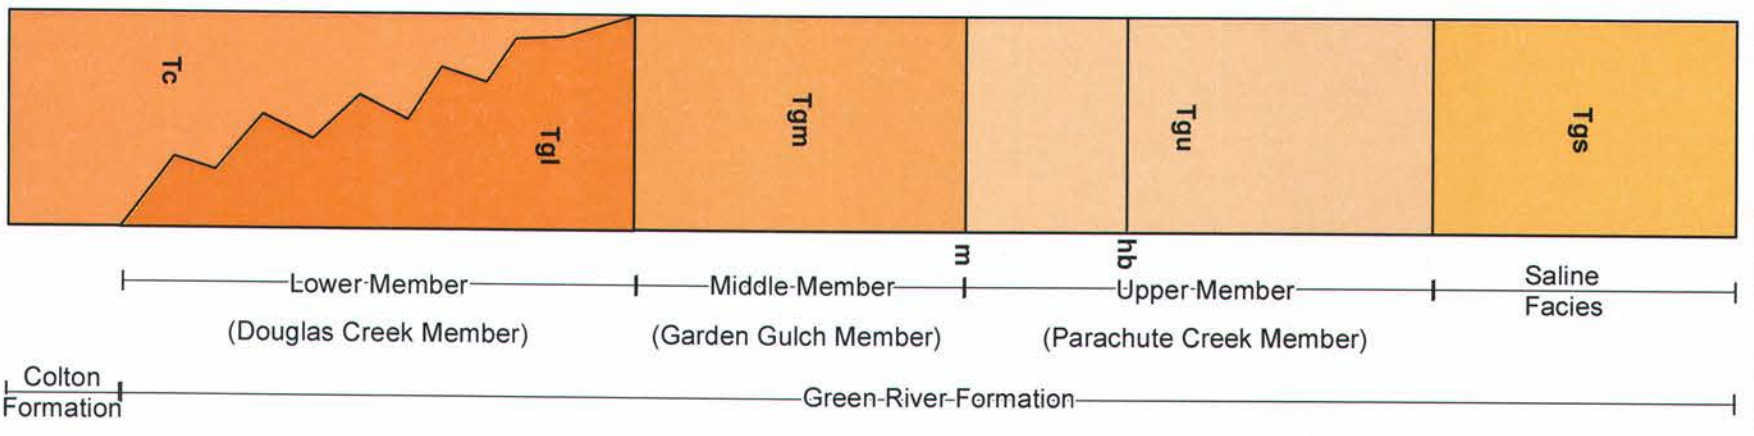 Tc
Tgl
Tgm
Tgu
Tgs
m
hb
Lower-Member
Middle-Member
Upper-Member
Saline
Facies
(Douglas Creek Member)
(Garden Gulch Member)
(Parachute Creek Member)
Colton
Formation
Green-River-Formation